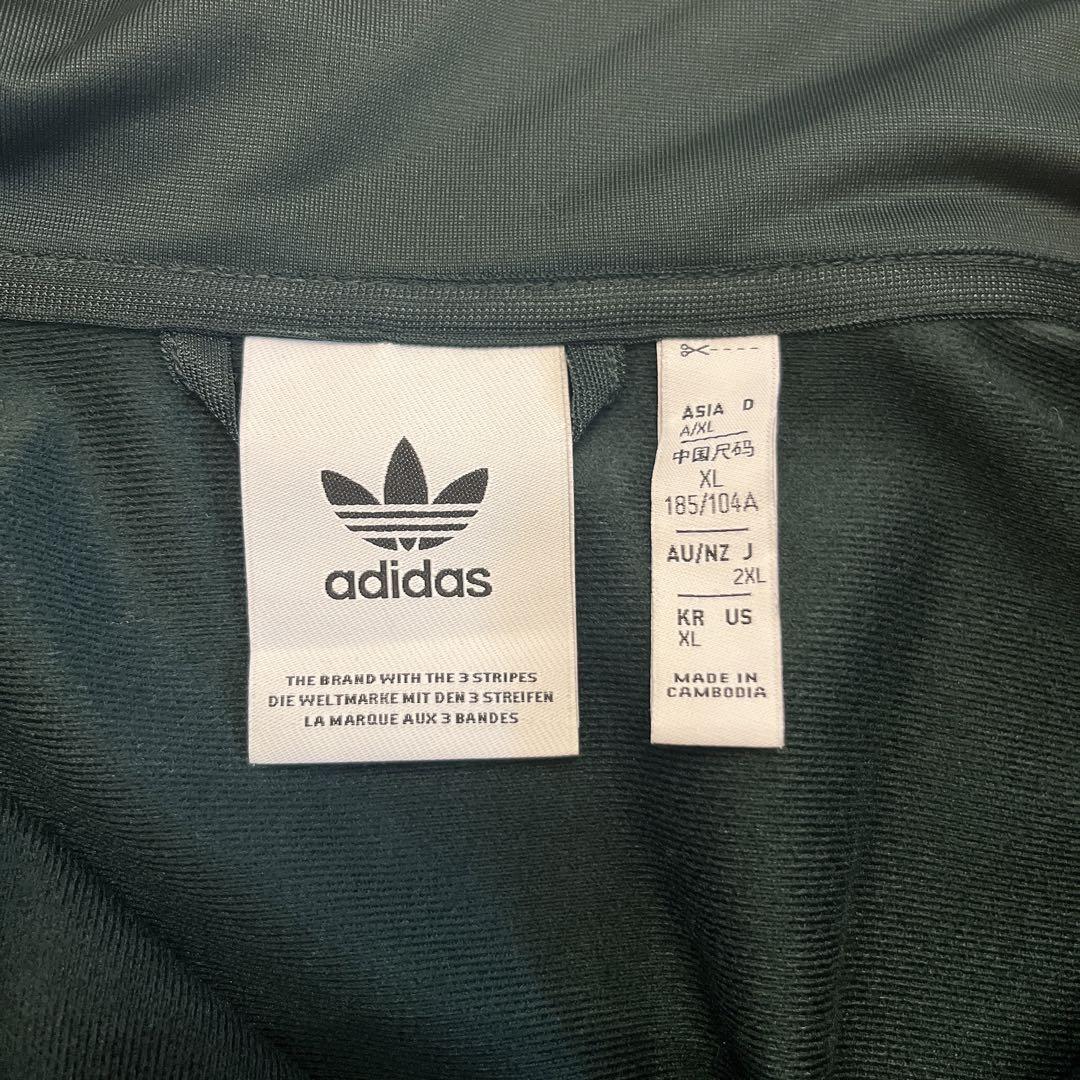 adidas
THE BRAND WITH THE 3 STRIPES
DIE WELTMARKE MIT DEN 3 STREIFEN
LA MARQUE AUX 3 BANDES
ASIA D
A/XL
中国尺码
XL
185/104A
AU/NZ J
2XL
KR US
XL
MADE IN
CAMBODIA